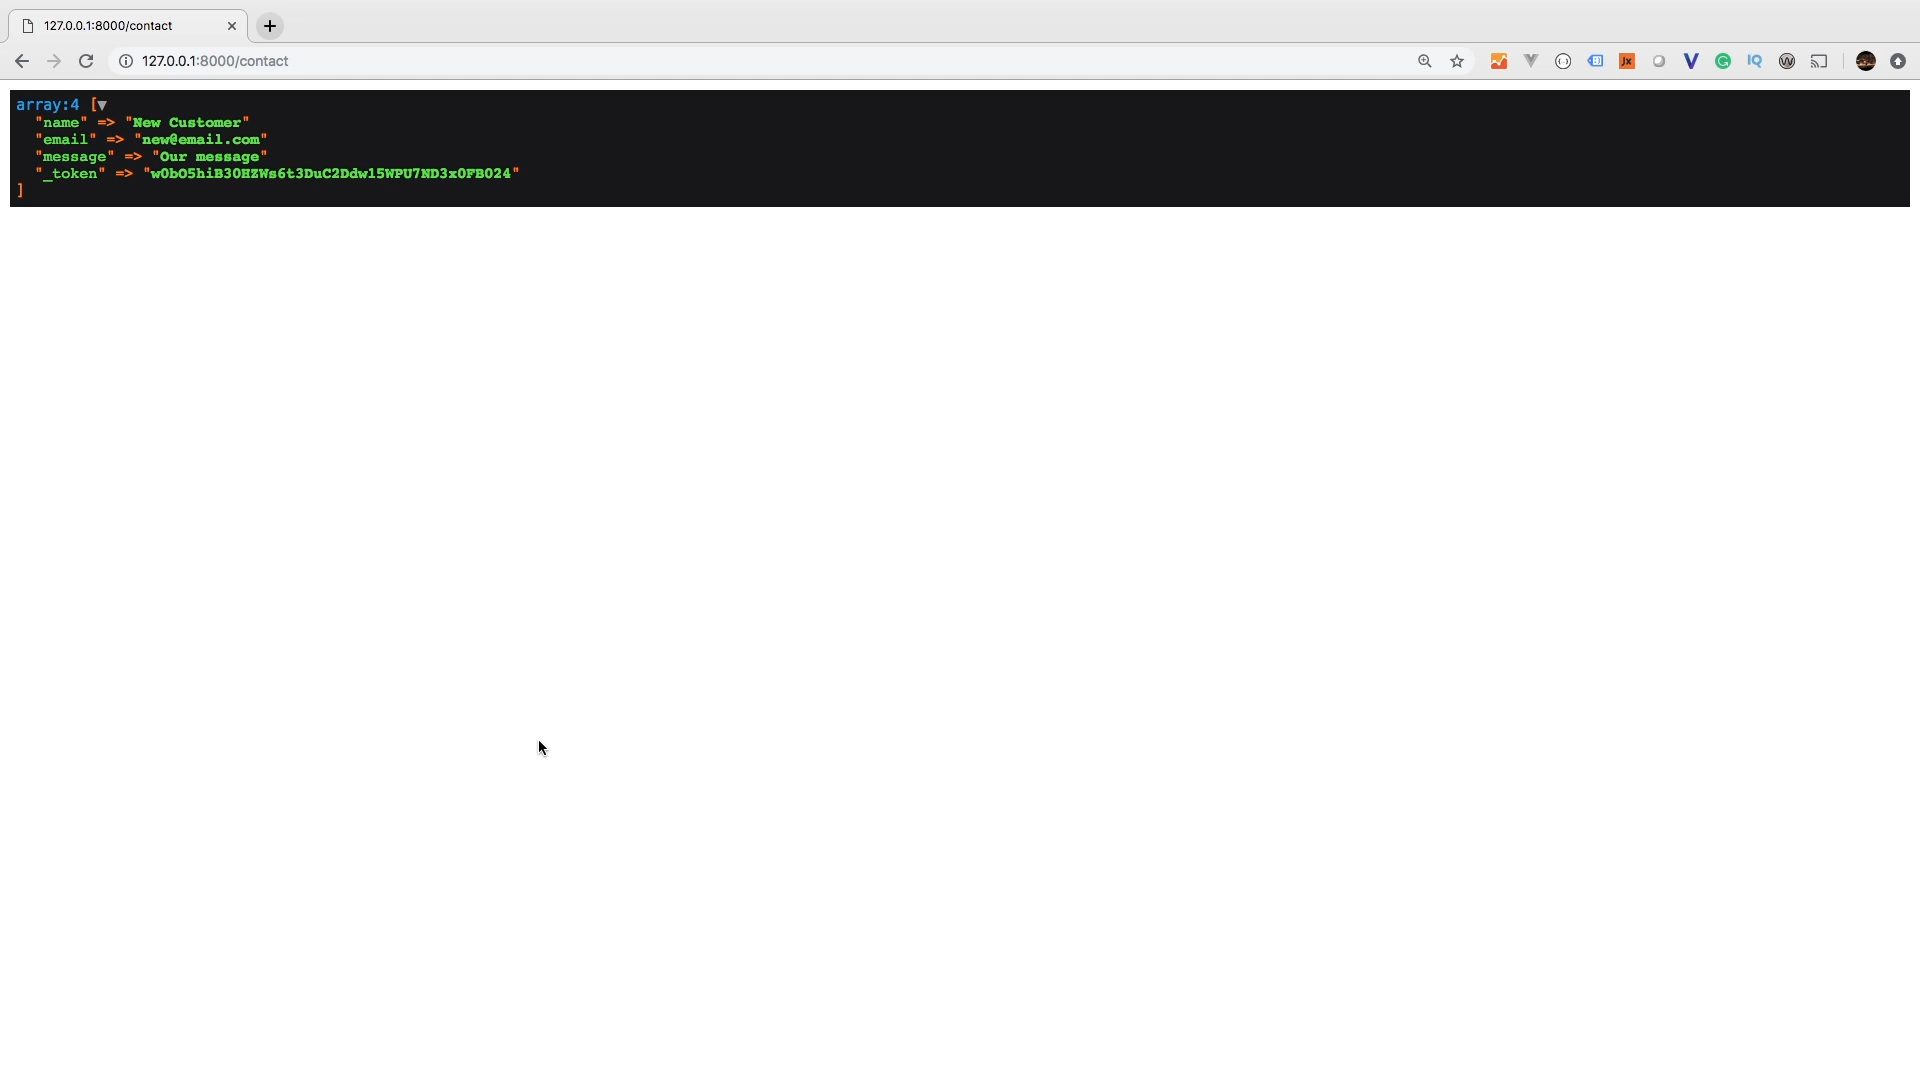 127.0.0.1:8000/contact
127.0.0.1:8000/contact
array:4 [▼
"name" => "New Customer"
"email" => "new@email.com"
"message" => "Our message"
"_token" => "w0bO5hiB30HZWs6t3DuC2Ddwl5WPU7ND3x0FB024"
]